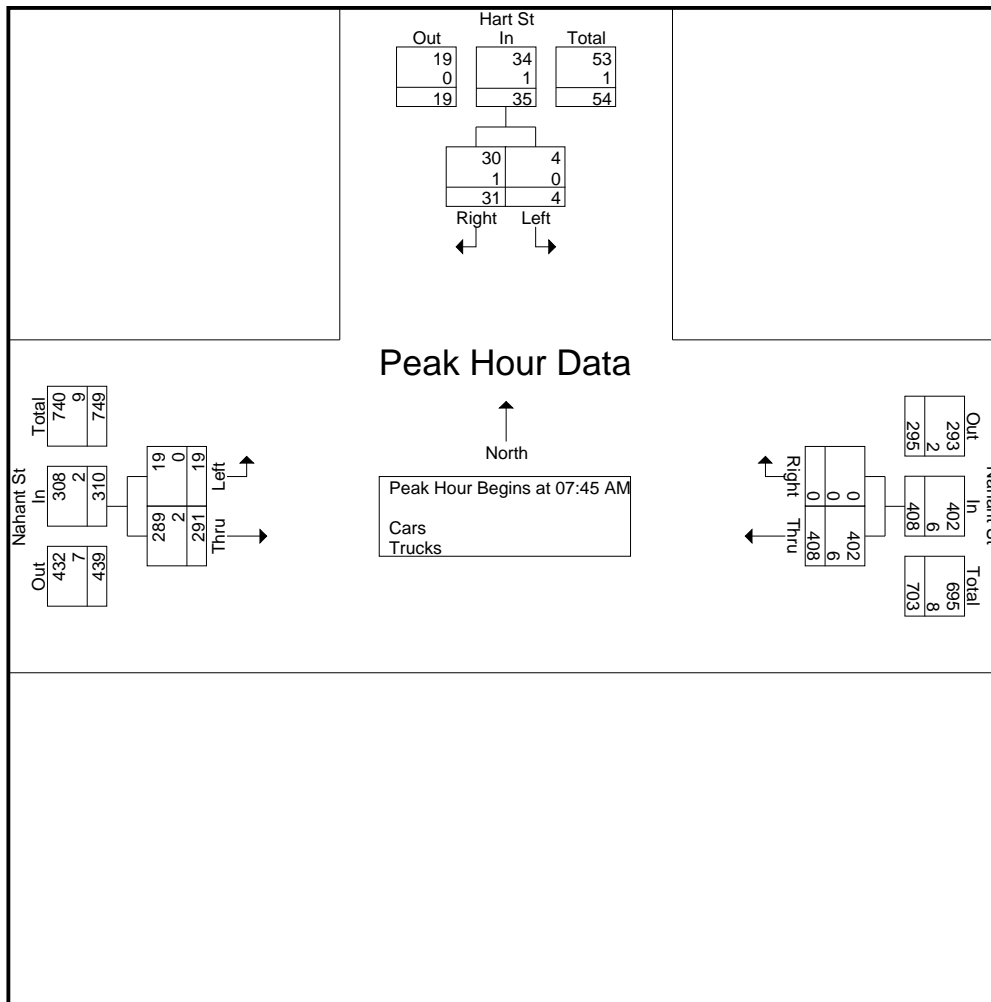 Hart St
Out In Total
19 34 53
0 1 1
19 35 54
30 4
1 0
31 4
Right Left
Peak Hour Data
North
Peak Hour Begins at 07:45 AM
Cars
Trucks
Nahant St
Out In Total
432 308 740
7 2 9
439 310 749
Left
19
0
19
Thru
289
2
291
Nahant St
Out In Total
293 402 695
2 6 8
295 408 703
Right
0
0
0
Thru
402
6
408